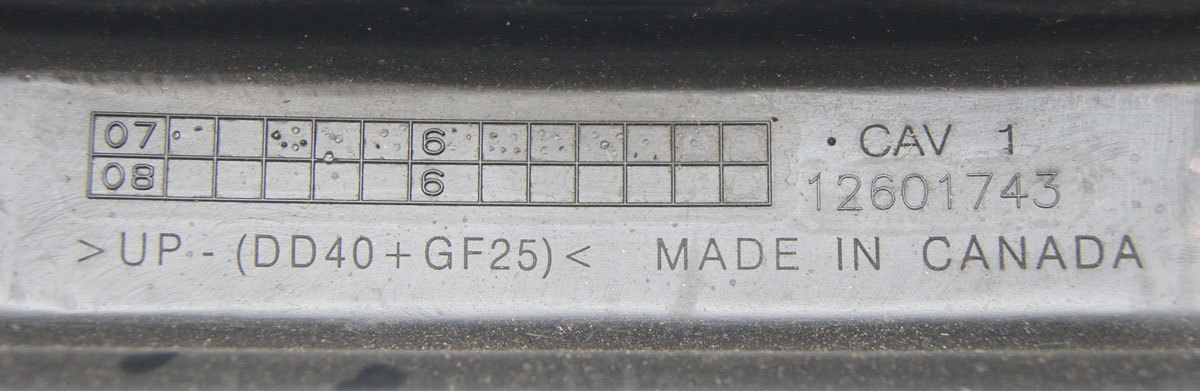 07 6
08 6
CAV 1
12601743
>UP-(DD40+GF25)< MADE IN CANADA